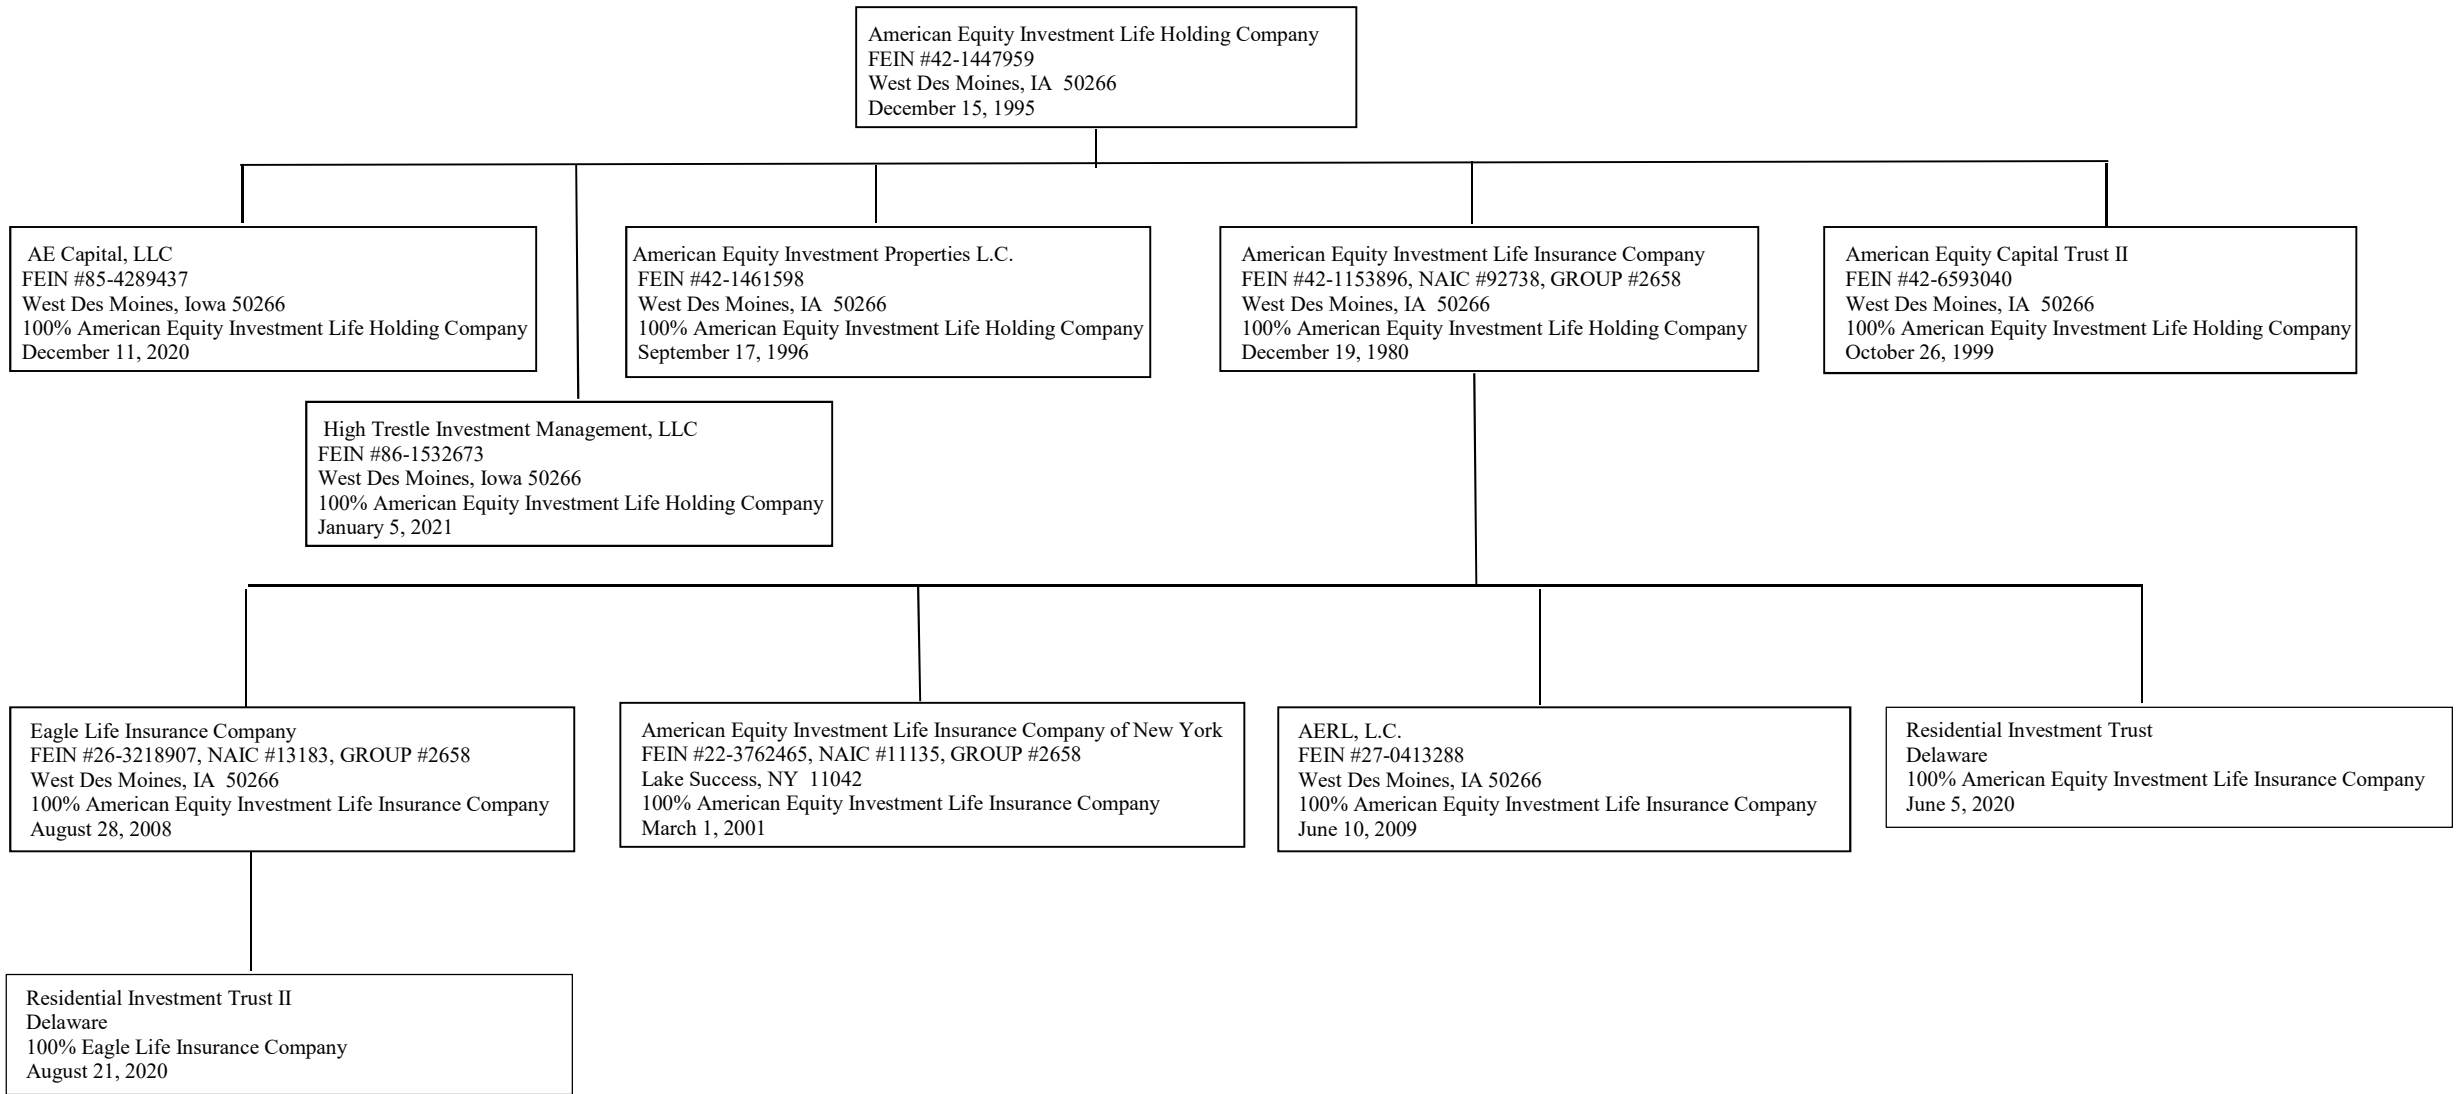 American Equity Investment Life Holding Company
FEIN #42-1447959
West Des Moines, IA  50266
December 15, 1995
AE Capital, LLC
FEIN #85-4289437
West Des Moines, Iowa 50266
100% American Equity Investment Life Holding Company
December 11, 2020
American Equity Investment Properties L.C.
FEIN #42-1461598
West Des Moines, IA  50266
100% American Equity Investment Life Holding Company
September 17, 1996
American Equity Investment Life Insurance Company
FEIN #42-1153896, NAIC #92738, GROUP #2658
West Des Moines, IA  50266
100% American Equity Investment Life Holding Company
December 19, 1980
American Equity Capital Trust II
FEIN #42-6593040
West Des Moines, IA  50266
100% American Equity Investment Life Holding Company
October 26, 1999
High Trestle Investment Management, LLC
FEIN #86-1532673
West Des Moines, Iowa 50266
100% American Equity Investment Life Holding Company
January 5, 2021
Eagle Life Insurance Company
FEIN #26-3218907, NAIC #13183, GROUP #2658
West Des Moines, IA  50266
100% American Equity Investment Life Insurance Company
August 28, 2008
American Equity Investment Life Insurance Company of New York
FEIN #22-3762465, NAIC #11135, GROUP #2658
Lake Success, NY  11042
100% American Equity Investment Life Insurance Company
March 1, 2001
AERL, L.C.
FEIN #27-0413288
West Des Moines, IA 50266
100% American Equity Investment Life Insurance Company
June 10, 2009
Residential Investment Trust
Delaware
100% American Equity Investment Life Insurance Company
June 5, 2020
Residential Investment Trust II
Delaware
100% Eagle Life Insurance Company
August 21, 2020